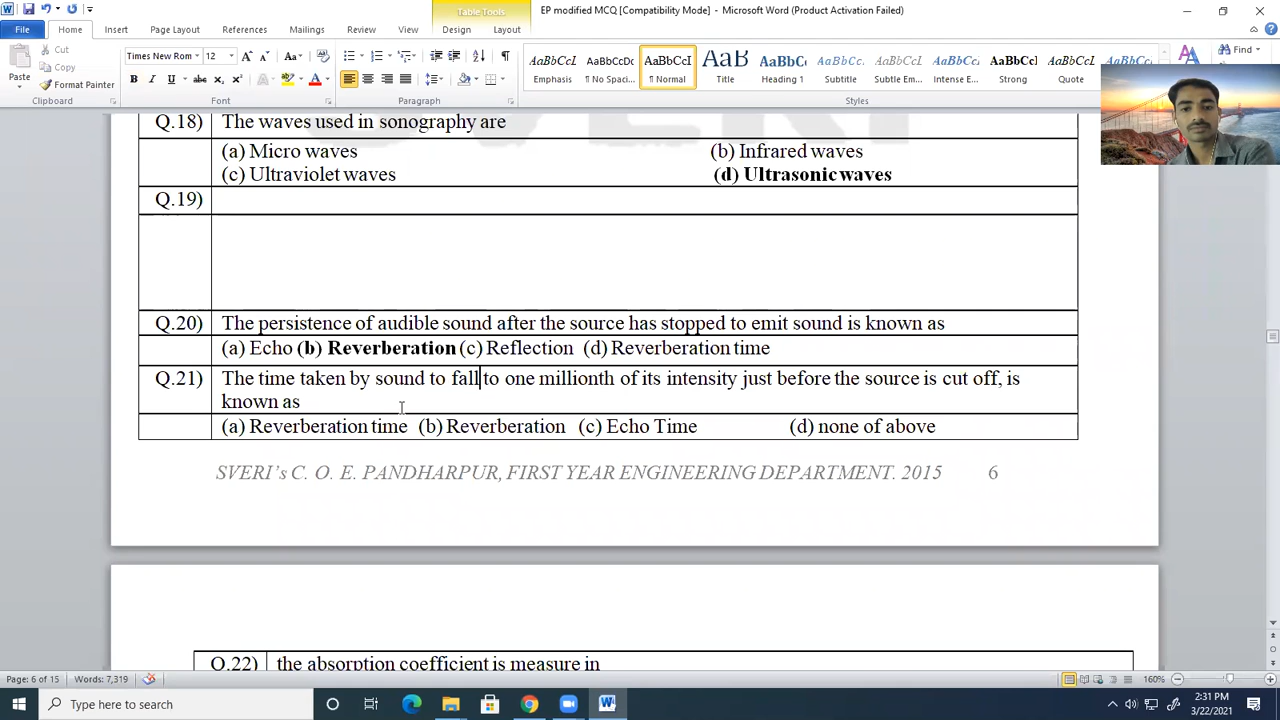 EP modified MCQ [Compatibility Mode] - Microsoft Word (Product Activation Failed)
Table Tools
File Home Insert Page Layout References Mailings Review View Design Layout
Paste
Cut
Copy
Format Painter
Times New Rom 12
AaBbCcI AaBbCcDc AaBbCcI AaB AaBbC AaBbCcL AaBbCcL AaBbCcL AaBbCcI AaBbCcI
Emphasis ¶ No Spaci... ¶ Normal Title Heading 1 Subtitle Subtle Em... Intense E... Strong Quote
Find
Clipboard Font Paragraph Styles
SVERI
Q.18) The waves used in sonography are
(a) Micro waves (b) Infrared waves
(c) Ultraviolet waves (d) Ultrasonic waves
Q.19)
Q.20) The persistence of audible sound after the source has stopped to emit sound is known as
(a) Echo (b) Reverberation (c) Reflection (d) Reverberation time
Q.21) The time taken by sound to fall to one millionth of its intensity just before the source is cut off, is
known as
(a) Reverberation time (b) Reverberation (c) Echo Time (d) none of above
SVERI's C. O. E. PANDHARPUR, FIRST YEAR ENGINEERING DEPARTMENT. 2015 6
Q.22) the absorption coefficient is measure in
Page: 6 of 15 Words: 7,319 160%
Type here to search
2:31 PM
3/22/2021